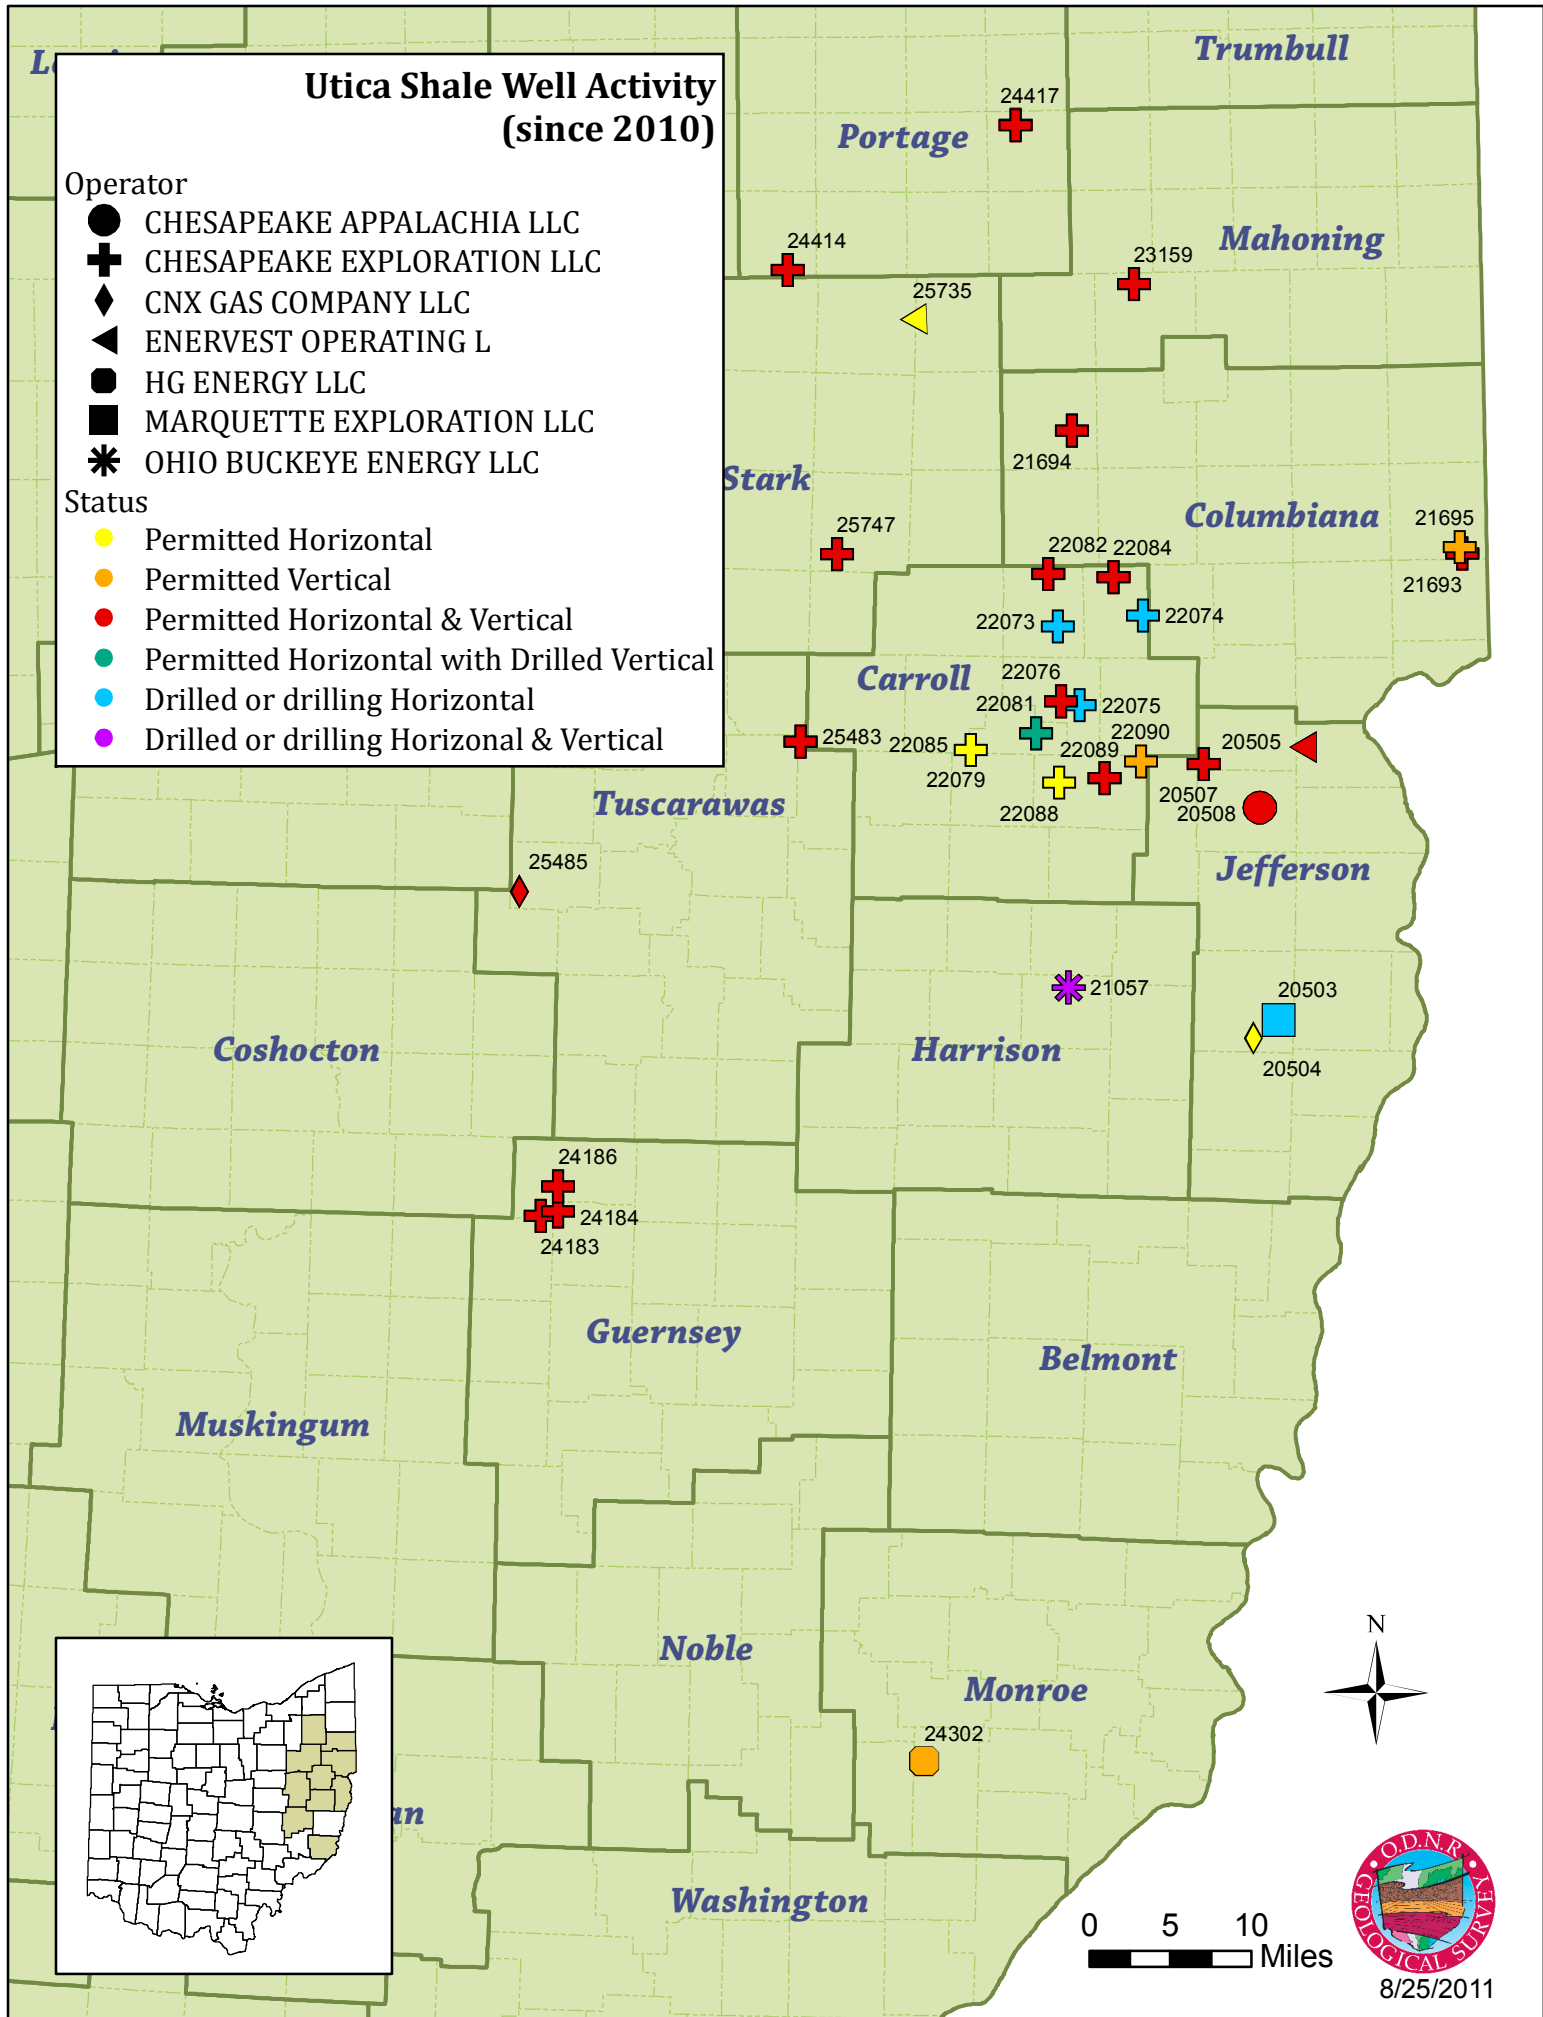 Utica Shale Well Activity
(since 2010)
Operator
CHESAPEAKE APPALACHIA LLC
CHESAPEAKE EXPLORATION LLC
CNX GAS COMPANY LLC
ENERVEST OPERATING L
HG ENERGY LLC
MARQUETTE EXPLORATION LLC
OHIO BUCKEYE ENERGY LLC
Status
Permitted Horizontal
Permitted Vertical
Permitted Horizontal & Vertical
Permitted Horizontal with Drilled Vertical
Drilled or drilling Horizontal
Drilled or drilling Horizonal & Vertical
Trumbull
24417
Portage
24414
Mahoning
23159
25735
21694
Stark
Columbiana
25747
21695
22082
22084
21693
22073
22074
Carroll
22076
22081
22075
25483
22085
22089
22090
20505
22079
20507
22088
20508
Tuscarawas
25485
Jefferson
21057
20503
Coshocton
Harrison
20504
24186
24184
24183
Guernsey
Belmont
Muskingum
Noble
Monroe
24302
N
an
Washington
0 5 10
Miles
O.D.N.R
GEOLOGICAL SURVEY
8/25/2011